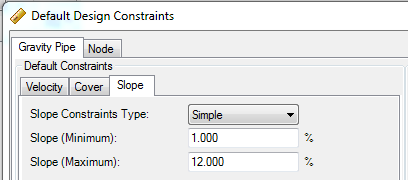 Default Design Constraints
Gravity Pipe Node
Default Constraints
Velocity Cover Slope
Slope Constraints Type: Simple
Slope (Minimum): 1.000 %
Slope (Maximum): 12.000 %